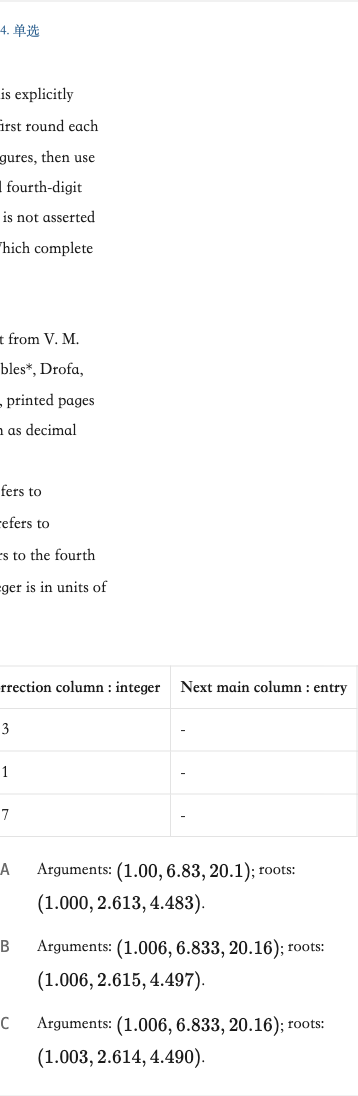 4. 单选
is explicitly
first round each
gures, then use
fourth-digit
is not asserted
Which complete
t from V. M.
bles*, Drofa,
, printed pages
as decimal
fers to
refers to
rs to the fourth
eger is in units of
rrection column : integer Next main column : entry
3 -
1 -
7 -
A Arguments: (1.00, 6.83, 20.1); roots:
(1.000, 2.613, 4.483).
B Arguments: (1.006, 6.833, 20.16); roots:
(1.006, 2.615, 4.497).
C Arguments: (1.006, 6.833, 20.16); roots:
(1.003, 2.614, 4.490).